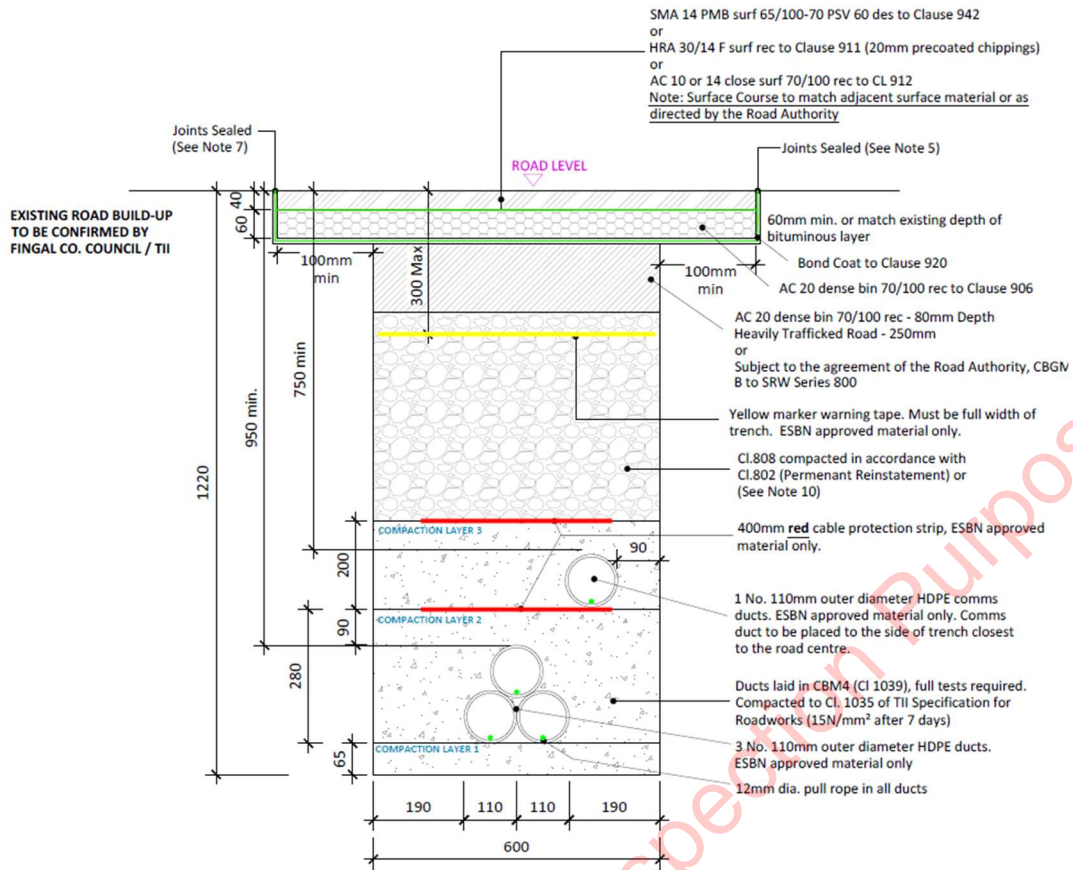 SMA 14 PMB surf 65/100-70 PSV 60 des to Clause 942
or
HRA 30/14 F surf rec to Clause 911 (20mm precoated chippings)
or
AC 10 or 14 close surf 70/100 rec to CL 912
Note: Surface Course to match adjacent surface material or as
directed by the Road Authority
Joints Sealed
(See Note 7)
ROAD LEVEL
Joints Sealed (See Note 5)
EXISTING ROAD BUILD-UP
TO BE CONFIRMED BY
FINGAL CO. COUNCIL / TII
40
60
60mm min. or match existing depth of
bituminous layer
Bond Coat to Clause 920
100mm
min
300 Max
100mm
min
AC 20 dense bin 70/100 rec to Clause 906
AC 20 dense bin 70/100 rec - 80mm Depth
Heavily Trafficked Road - 250mm
or
Subject to the agreement of the Road Authority, CBGM
B to SRW Series 800
750 min
950 min.
1220
Yellow marker warning tape. Must be full width of
trench. ESBN approved material only.
Cl.808 compacted in accordance with
Cl.802 (Permenant Reinstatement) or
(See Note 10)
COMPACTION LAYER 3
400mm red cable protection strip, ESBN approved
material only.
90
200
1 No. 110mm outer diameter HDPE comms
ducts. ESBN approved material only. Comms
duct to be placed to the side of trench closest
to the road centre.
COMPACTION LAYER 2
90
280
Ducts laid in CBM4 (Cl 1039), full tests required.
Compacted to Cl. 1035 of TII Specification for
Roadworks (15N/mm² after 7 days)
COMPACTION LAYER 1
65
3 No. 110mm outer diameter HDPE ducts.
ESBN approved material only
12mm dia. pull rope in all ducts
190
110
110
190
600
spection Purpos